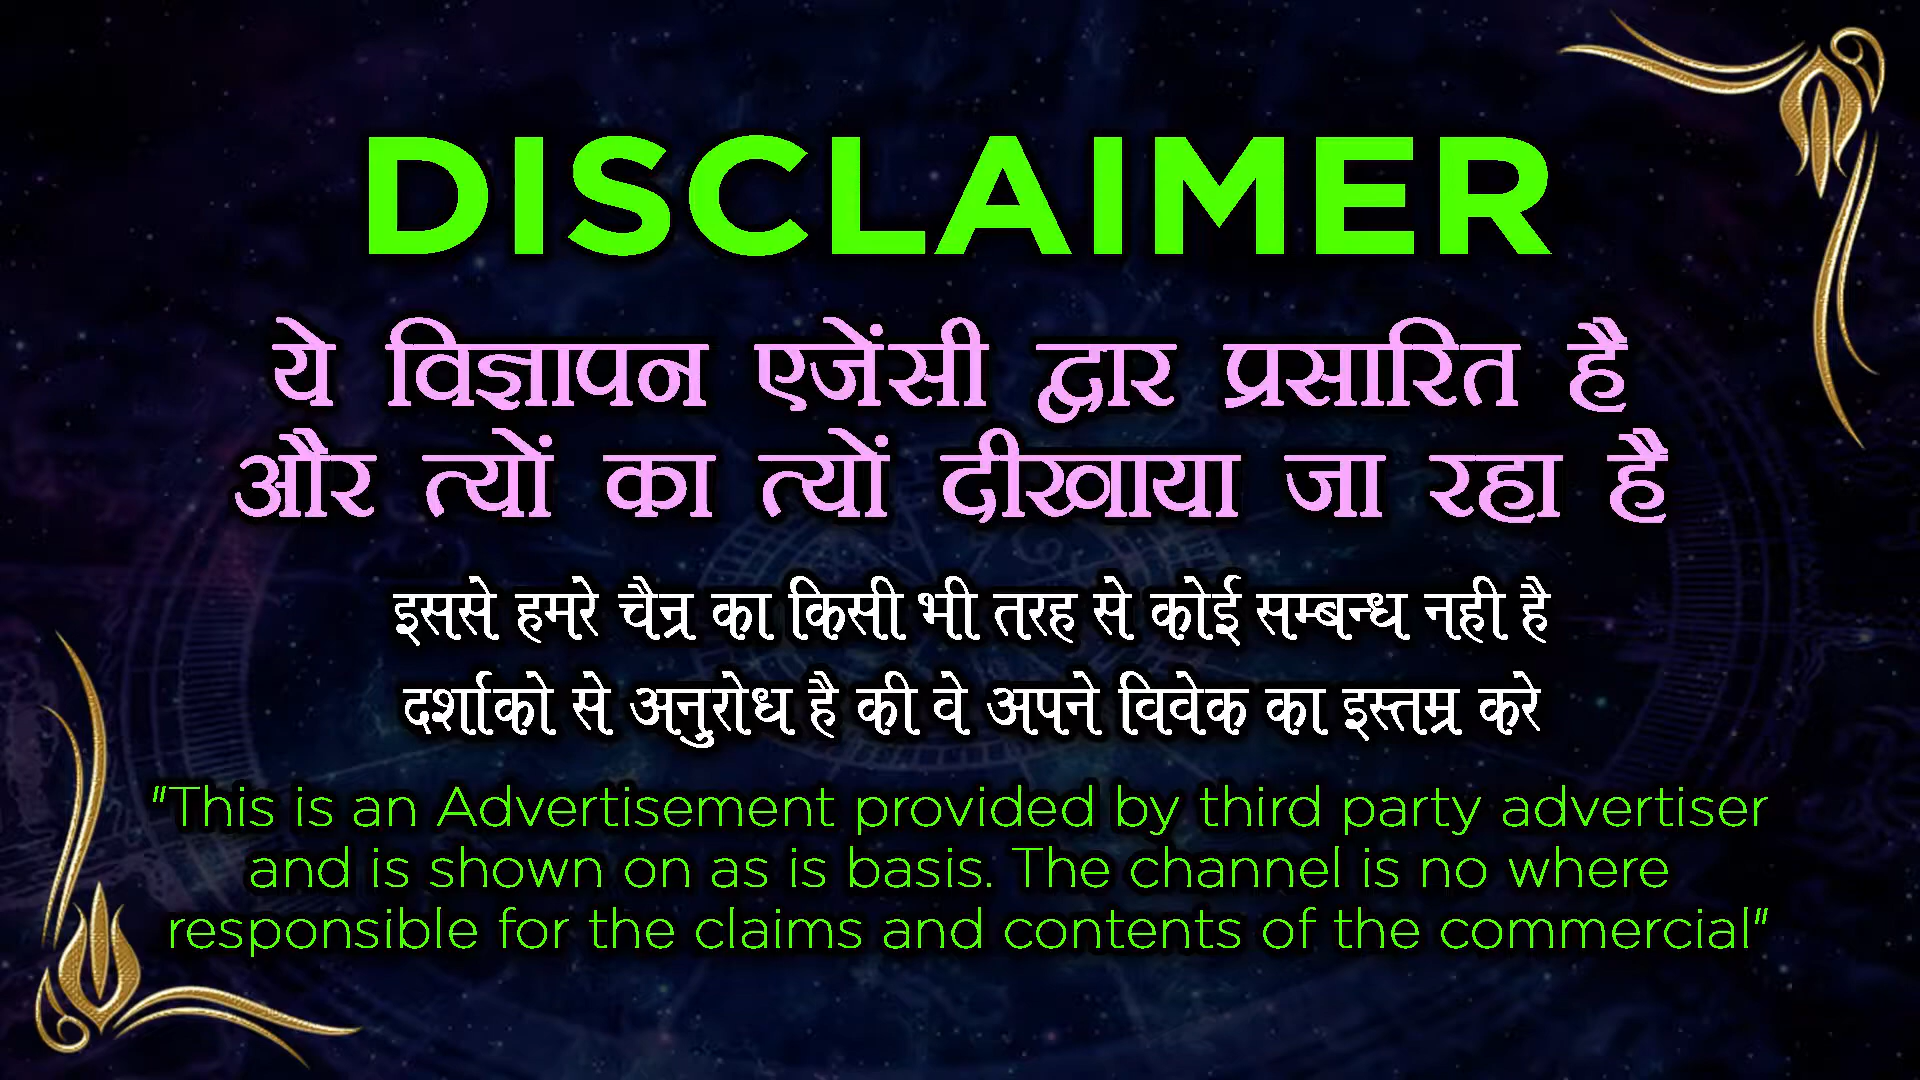 DISCLAIMER
ये विज्ञापन एजेंसी द्वार प्रसारित है
और त्यों का त्यों दीखाया जा रहा है
इससे हमरे चैन्र का किसी भी तरह से कोई सम्बन्ध नही है
दर्शाको से अनुरोध है की वे अपने विवेक का इस्तम्र करे
"This is an Advertisement provided by third party advertiser
and is shown on as is basis. The channel is no where
responsible for the claims and contents of the commercial"